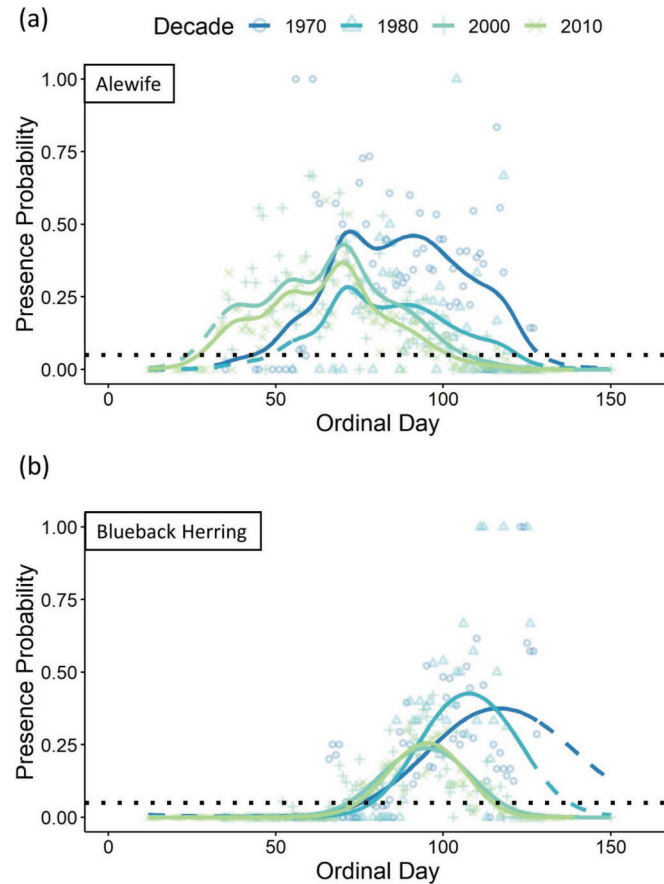 (a)
Decade 1970 1980 2000 2010
Alewife
1.00
0.75
0.50
0.25
0.00
Presence Probability
0 50 100 150
Ordinal Day
(b)
Blueback Herring
1.00
0.75
0.50
0.25
0.00
Presence Probability
0 50 100 150
Ordinal Day